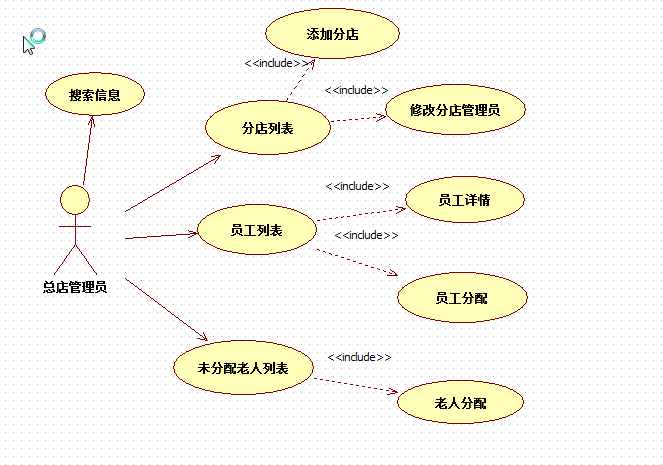 添加分店
<<include>>
<<include>>
搜索信息
修改分店管理员
分店列表
<<include>>
员工详情
员工列表
<<include>>
总店管理员
员工分配
<<include>>
未分配老人列表
老人分配